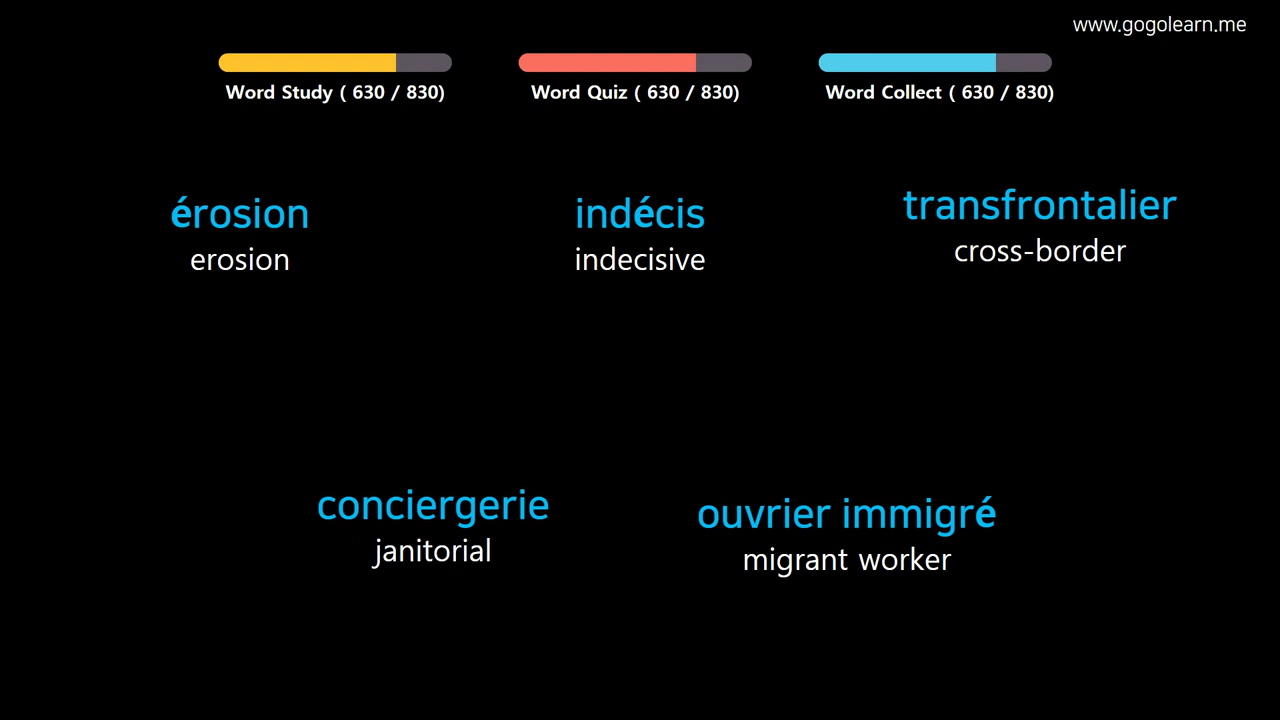 www.gogolearn.me
Word Study ( 630 / 830)
Word Quiz ( 630 / 830)
Word Collect ( 630 / 830)
érosion
erosion
indécis
indecisive
transfrontalier
cross-border
conciergerie
janitorial
ouvrier immigré
migrant worker